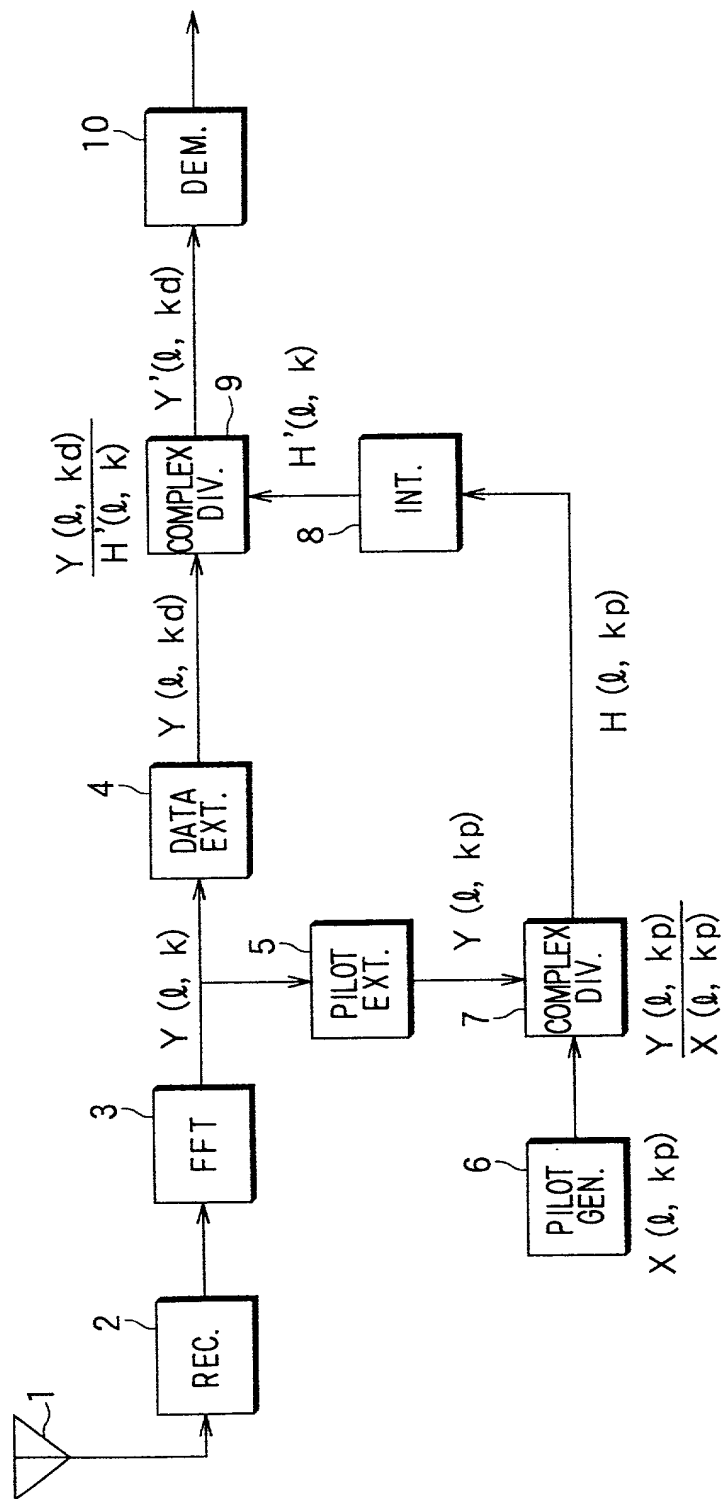 1
2
REC.
3
FFT
Y (ℓ, k)
4
DATA
EXT.
Y (ℓ, kd)
Y (ℓ, kd)
H'(ℓ, k)
COMPLEX
DIV.
9
Y'(ℓ, kd)
10
DEM.
5
PILOT
EXT.
Y (ℓ, kp)
8
INT.
H'(ℓ, k)
6
PILOT
GEN.
X (ℓ, kp)
7
COMPLEX
DIV.
Y (ℓ, kp)
X (ℓ, kp)
H (ℓ, kp)